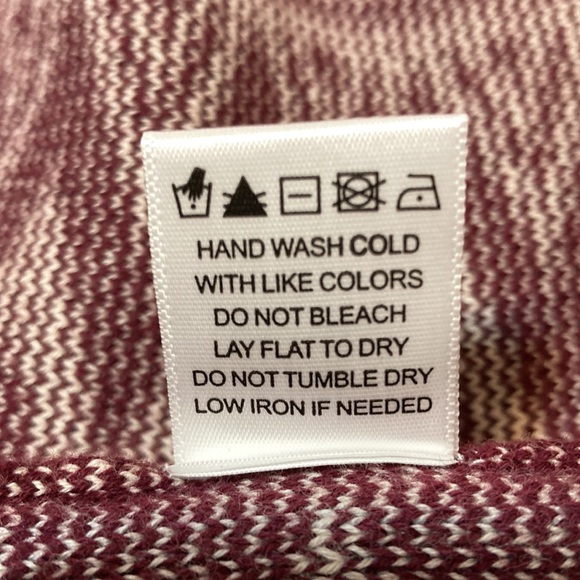 HAND WASH COLD
WITH LIKE COLORS
DO NOT BLEACH
LAY FLAT TO DRY
DO NOT TUMBLE DRY
LOW IRON IF NEEDED